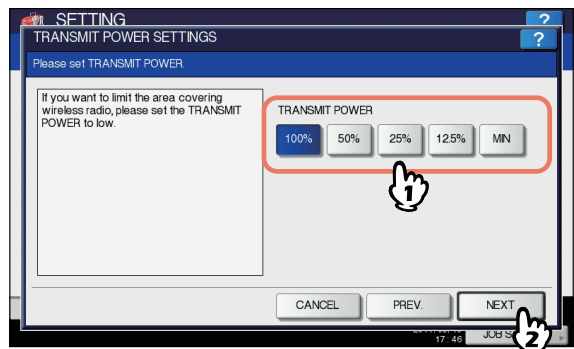 SETTING
?
TRANSMIT POWER SETTINGS
?
Please set TRANSMIT POWER.
If you want to limit the area covering
wireless radio, please set the TRANSMIT
POWER to low.
TRANSMIT POWER
100% 50% 25% 12.5% MIN
1
CANCEL PREV. NEXT
2
17:46 JOB S